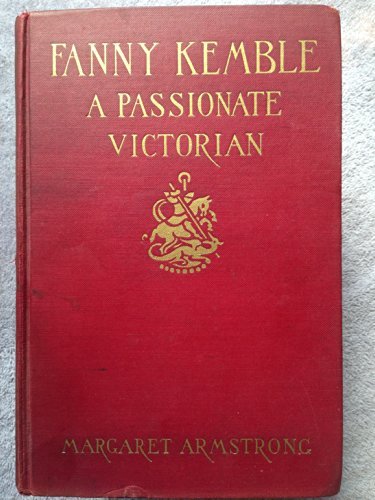 FANNY KEMBLE
A PASSIONATE
VICTORIAN
MARGARET ARMSTRONG